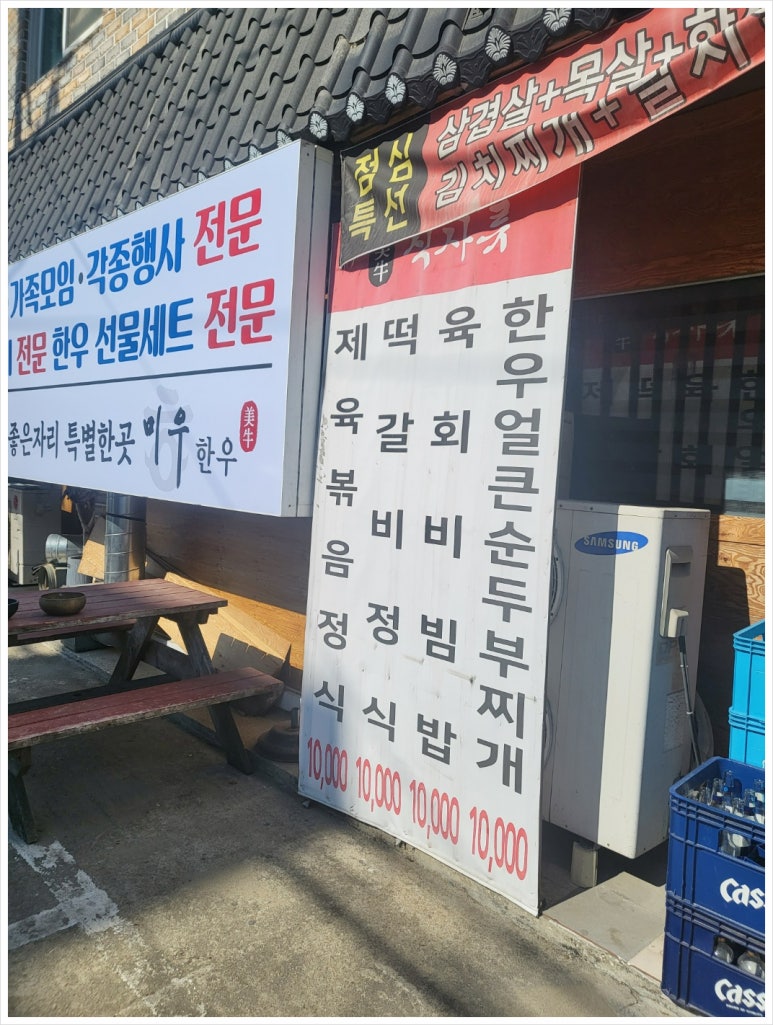 가족모임·각종행사 전문
전문 한우 선물세트 전문
좋은자리 특별한곳 미우 한우
美牛
점심
특선
삼겹살+목살+
김치찌개+
美牛
제육볶음정식 10,000
떡갈비정식 10,000
육회비빔밥 10,000
한우얼큰순두부찌개 10,000
SAMSUNG
Cass
Cass